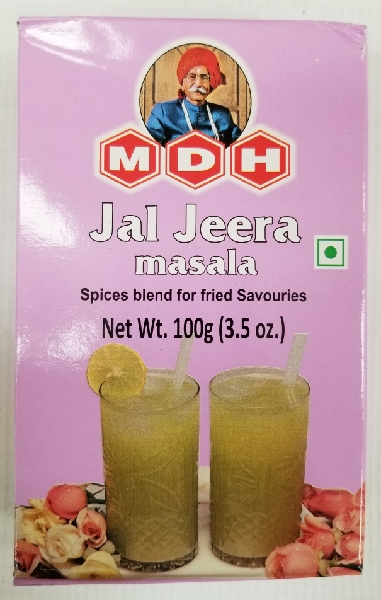 MDH
Jal Jeera
masala
Spices blend for fried Savouries
Net Wt. 100g (3.5 oz.)